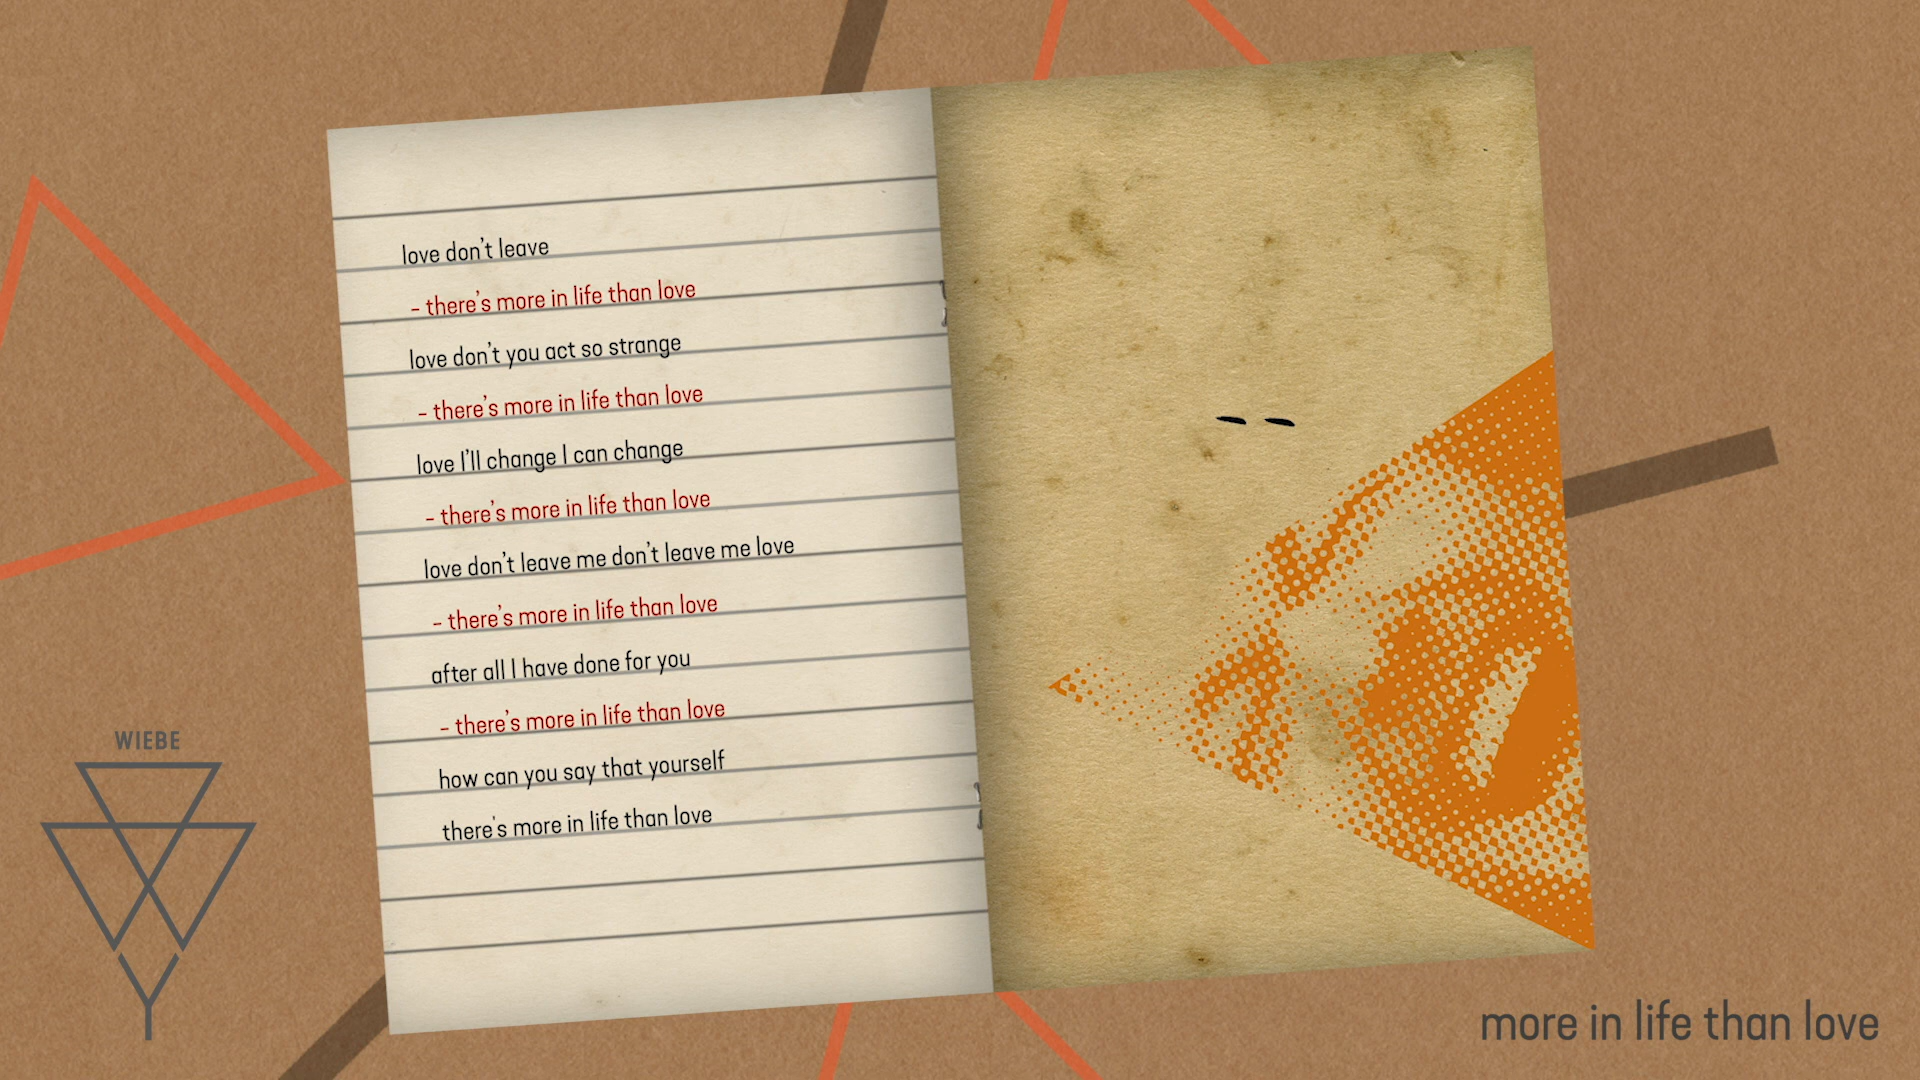 love don't leave
– there's more in life than love
love don't you act so strange
– there's more in life than love
love I'll change I can change
– there's more in life than love
love don't leave me don't leave me love
– there's more in life than love
after all I have done for you
– there's more in life than love
how can you say that yourself
there's more in life than love
WIEBE
more in life than love